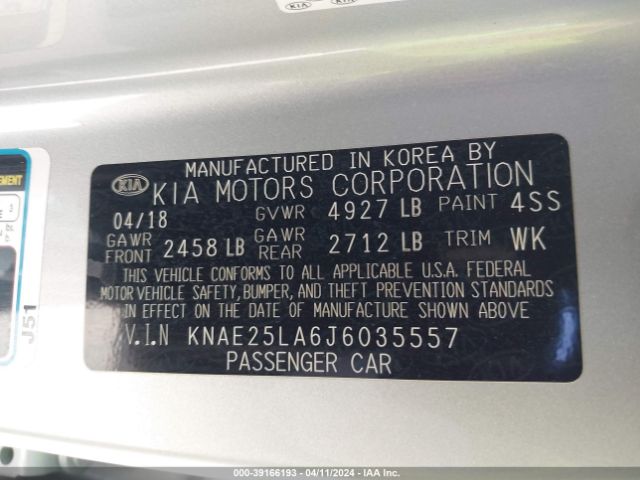 MANUFACTURED IN KOREA BY
KIA KIA MOTORS CORPORATION
04/18 GVWR 4927 LB PAINT 4SS
GAWR FRONT 2458 LB GAWR REAR 2712 LB TRIM WK
THIS VEHICLE CONFORMS TO ALL APPLICABLE U.S.A. FEDERAL
MOTOR VEHICLE SAFETY, BUMPER, AND THEFT PREVENTION STANDARDS
IN EFFECT ON THE DATE OF MANUFACTURE SHOWN ABOVE
V.I.N KNAE25LA6J6035557
PASSENGER CAR
J51
000-39166193 - 04/11/2024 - IAA Inc.